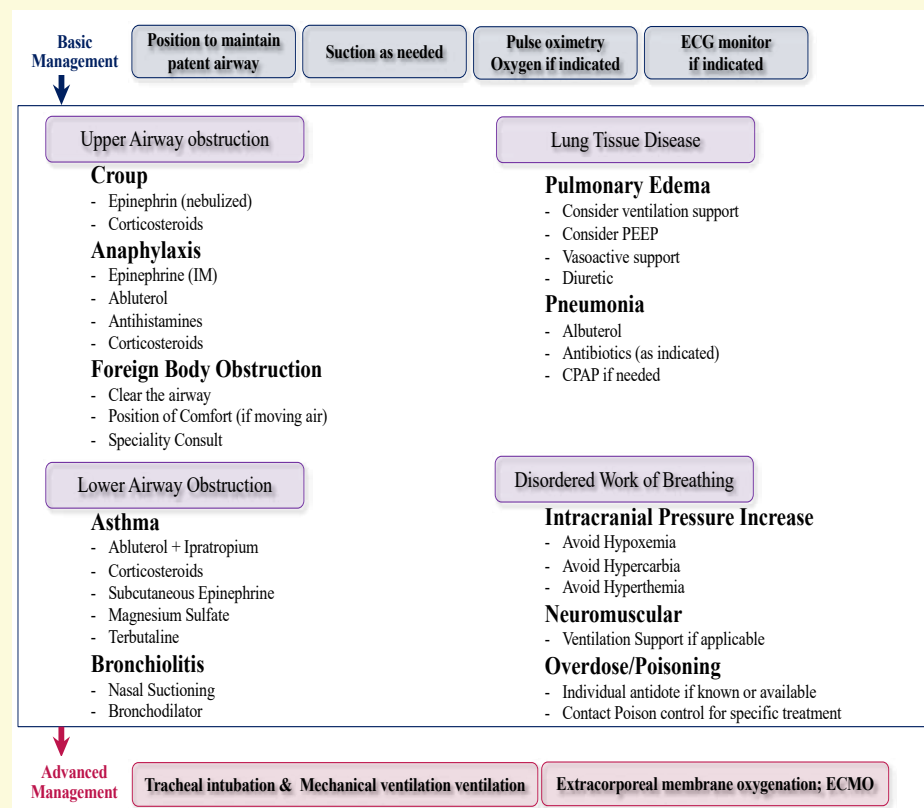 Basic
Management
Position to maintain
patent airway
Suction as needed
Pulse oximetry
Oxygen if indicated
ECG monitor
if indicated
Upper Airway obstruction
Croup
- Epinephrin (nebulized)
- Corticosteroids
Anaphylaxis
- Epinephrine (IM)
- Abluterol
- Antihistamines
- Corticosteroids
Foreign Body Obstruction
- Clear the airway
- Position of Comfort (if moving air)
- Speciality Consult
Lung Tissue Disease
Pulmonary Edema
- Consider ventilation support
- Consider PEEP
- Vasoactive support
- Diuretic
Pneumonia
- Albuterol
- Antibiotics (as indicated)
- CPAP if needed
Lower Airway Obstruction
Asthma
- Abluterol + Ipratropium
- Corticosteroids
- Subcutaneous Epinephrine
- Magnesium Sulfate
- Terbutaline
Bronchiolitis
- Nasal Suctioning
- Bronchodilator
Disordered Work of Breathing
Intracranial Pressure Increase
- Avoid Hypoxemia
- Avoid Hypercarbia
- Avoid Hyperthemia
Neuromuscular
- Ventilation Support if applicable
Overdose/Poisoning
- Individual antidote if known or available
- Contact Poison control for specific treatment
Advanced
Management
Tracheal intubation & Mechanical ventilation ventilation
Extracorporeal membrane oxygenation; ECMO